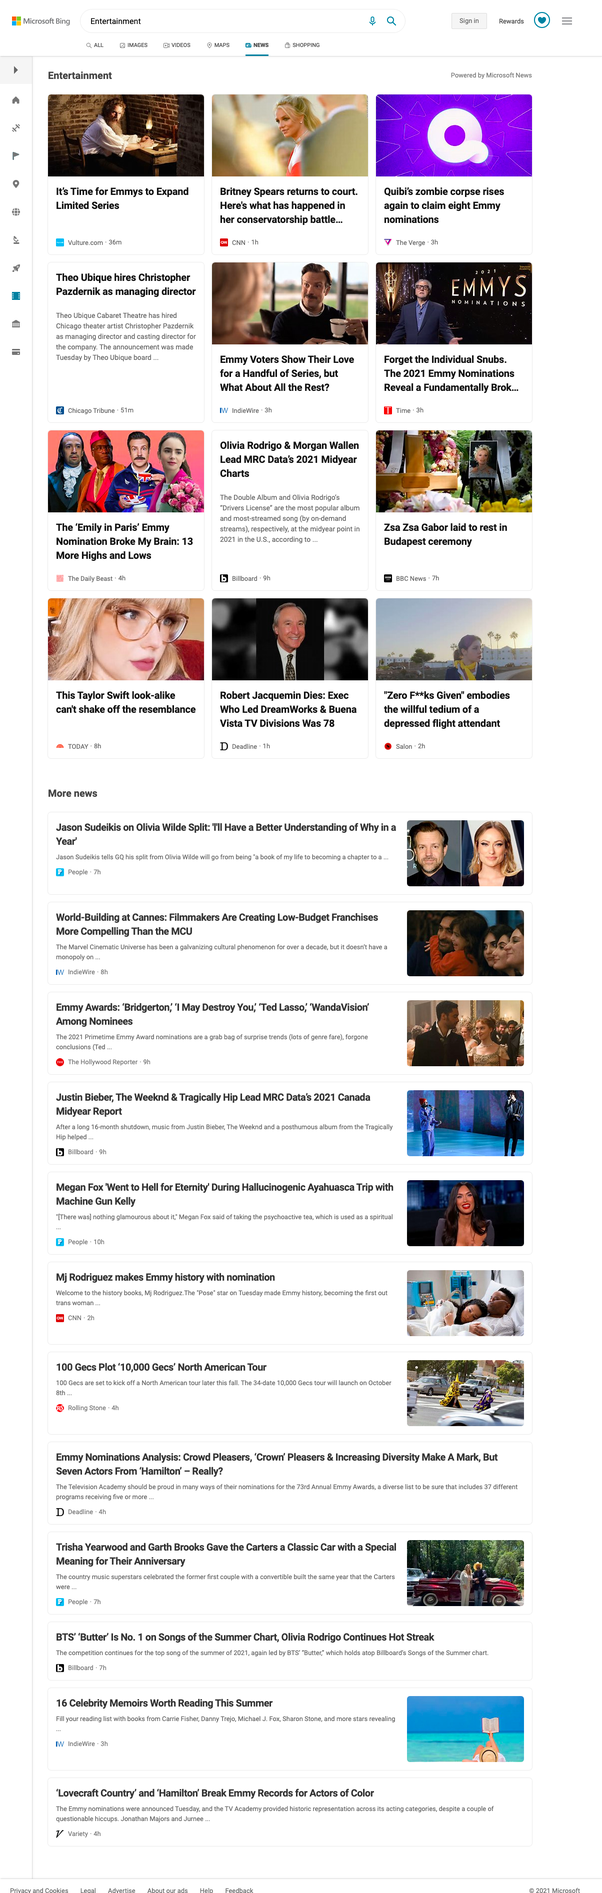 Microsoft Bing
Entertainment
Sign in
Rewards
ALL
IMAGES
VIDEOS
MAPS
NEWS
SHOPPING
Entertainment
Powered by Microsoft News
It's Time for Emmys to Expand
Limited Series
Vulture.com · 36m
Britney Spears returns to court.
Here's what has happened in
her conservatorship battle...
CNN · 1h
Quibi's zombie corpse rises
again to claim eight Emmy
nominations
The Verge · 3h
Theo Ubique hires Christopher
Pazdernik as managing director
Theo Ubique Cabaret Theatre has hired
Chicago theater artist Christopher Pazdernik
as managing director and casting director for
the company. The announcement was made
Tuesday by Theo Ubique board ...
Chicago Tribune · 51m
Emmy Voters Show Their Love
for a Handful of Series, but
What About All the Rest?
IndieWire · 3h
2021
EMMYS
NOMINATIONS
Forget the Individual Snubs.
The 2021 Emmy Nominations
Reveal a Fundamentally Brok...
Time · 3h
The 'Emily in Paris' Emmy
Nomination Broke My Brain: 13
More Highs and Lows
The Daily Beast · 4h
Olivia Rodrigo & Morgan Wallen
Lead MRC Data's 2021 Midyear
Charts
The Double Album and Olivia Rodrigo's
"Drivers License" are the most popular album
and most-streamed song (by on-demand
streams), respectively, at the midyear point in
2021 in the U.S., according to ...
Billboard · 9h
Zsa Zsa Gabor laid to rest in
Budapest ceremony
BBC News · 7h
This Taylor Swift look-alike
can't shake off the resemblance
TODAY · 8h
Robert Jacquemin Dies: Exec
Who Led DreamWorks & Buena
Vista TV Divisions Was 78
Deadline · 1h
"Zero F**ks Given" embodies
the willful tedium of a
depressed flight attendant
Salon · 2h
More news
Jason Sudeikis on Olivia Wilde Split: 'I'll Have a Better Understanding of Why in a
Year'
Jason Sudeikis tells GQ his split from Olivia Wilde will go from being "a book of my life to becoming a chapter to a ...
People · 7h
World-Building at Cannes: Filmmakers Are Creating Low-Budget Franchises
More Compelling Than the MCU
The Marvel Cinematic Universe has been a galvanizing cultural phenomenon for over a decade, but it doesn't have a
monopoly on ...
IndieWire · 8h
Emmy Awards: 'Bridgerton,' 'I May Destroy You,' 'Ted Lasso,' 'WandaVision'
Among Nominees
The 2021 Primetime Emmy Award nominations are a grab bag of surprise trends (lots of genre fare), forgone
conclusions (Ted ...
The Hollywood Reporter · 9h
Justin Bieber, The Weeknd & Tragically Hip Lead MRC Data's 2021 Canada
Midyear Report
After a long 16-month shutdown, music from Justin Bieber, The Weeknd and a posthumous album from the Tragically
Hip helped ...
Billboard · 9h
Megan Fox 'Went to Hell for Eternity' During Hallucinogenic Ayahuasca Trip with
Machine Gun Kelly
"[There was] nothing glamourous about it," Megan Fox said of taking the psychoactive tea, which is used as a spiritual
...
People · 10h
Mj Rodriguez makes Emmy history with nomination
Welcome to the history books, Mj Rodriguez.The "Pose" star on Tuesday made Emmy history, becoming the first out
trans woman ...
CNN · 2h
100 Gecs Plot '10,000 Gecs' North American Tour
100 Gecs are set to kick off a North American tour later this fall. The 34-date 10,000 Gecs tour will launch on October
8th ...
Rolling Stone · 4h
Emmy Nominations Analysis: Crowd Pleasers, 'Crown' Pleasers & Increasing Diversity Make A Mark, But
Seven Actors From 'Hamilton' – Really?
The Television Academy should be proud in many ways of their nominations for the 73rd Annual Emmy Awards, a diverse list to be sure that includes 37 different
programs receiving five or more ...
Deadline · 4h
Trisha Yearwood and Garth Brooks Gave the Carters a Classic Car with a Special
Meaning for Their Anniversary
The country music superstars celebrated the former first couple with a convertible built the same year that the Carters
were ...
People · 7h
BTS' 'Butter' Is No. 1 on Songs of the Summer Chart, Olivia Rodrigo Continues Hot Streak
The competition continues for the top song of the summer of 2021, again led by BTS' "Butter," which holds atop Billboard's Songs of the Summer chart.
Billboard · 7h
16 Celebrity Memoirs Worth Reading This Summer
Fill your reading list with books from Carrie Fisher, Danny Trejo, Michael J. Fox, Sharon Stone, and more stars revealing
...
IndieWire · 3h
'Lovecraft Country' and 'Hamilton' Break Emmy Records for Actors of Color
The Emmy nominations were announced Tuesday, and the TV Academy provided historic representation across its acting categories, despite a couple of
questionable hiccups. Jonathan Majors and Jurnee ...
Variety · 4h
Privacy and Cookies
Legal
Advertise
About our ads
Help
Feedback
© 2021 Microsoft